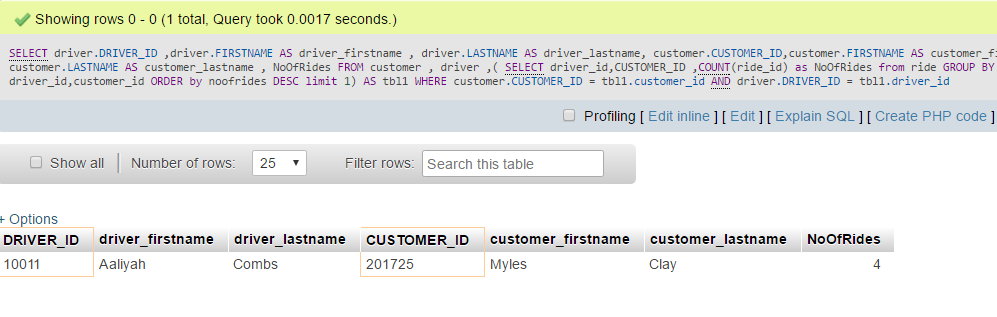 Showing rows 0 - 0 (1 total, Query took 0.0017 seconds.)
SELECT driver.DRIVER_ID ,driver.FIRSTNAME AS driver_firstname , driver.LASTNAME AS driver_lastname, customer.CUSTOMER_ID,customer.FIRSTNAME AS customer_fi
customer.LASTNAME AS customer_lastname , NoOfRides FROM customer , driver ,( SELECT driver_id,CUSTOMER_ID ,COUNT(ride_id) as NoOfRides from ride GROUP BY
driver_id,customer_id ORDER by noofrides DESC limit 1) AS tbl1 WHERE customer.CUSTOMER_ID = tbl1.customer_id AND driver.DRIVER_ID = tbl1.driver_id
Profiling [ Edit inline ] [ Edit ] [ Explain SQL ] [ Create PHP code ]
Show all Number of rows: 25 Filter rows: Search this table
+ Options
DRIVER_ID driver_firstname driver_lastname CUSTOMER_ID customer_firstname customer_lastname NoOfRides
10011 Aaliyah Combs 201725 Myles Clay 4